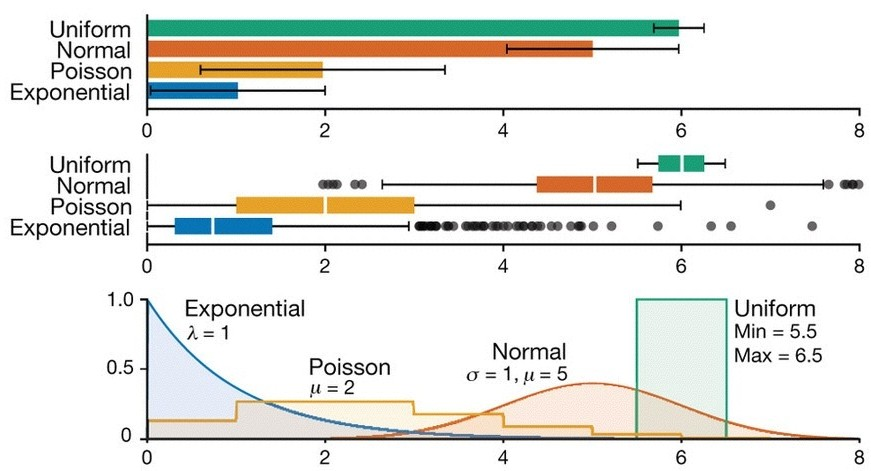 Uniform
Normal
Poisson
Exponential
0 2 4 6 8
Uniform
Normal
Poisson
Exponential
0 2 4 6 8
1.0
0.5
0
Exponential
λ = 1
Poisson
μ = 2
Normal
σ = 1, μ = 5
Uniform
Min = 5.5
Max = 6.5
0 2 4 6 8